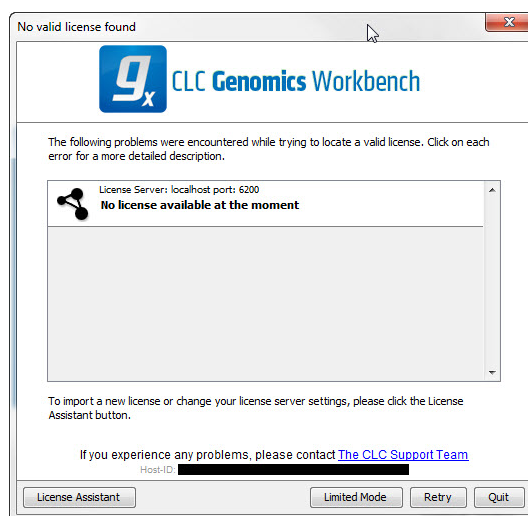 No valid license found
gx CLC Genomics Workbench
The following problems were encountered while trying to locate a valid license. Click on each
error for a more detailed description.
License Server: localhost port: 6200
No license available at the moment
To import a new license or change your license server settings, please click the License
Assistant button.
If you experience any problems, please contact The CLC Support Team
Host-ID:
License Assistant
Limited Mode
Retry
Quit